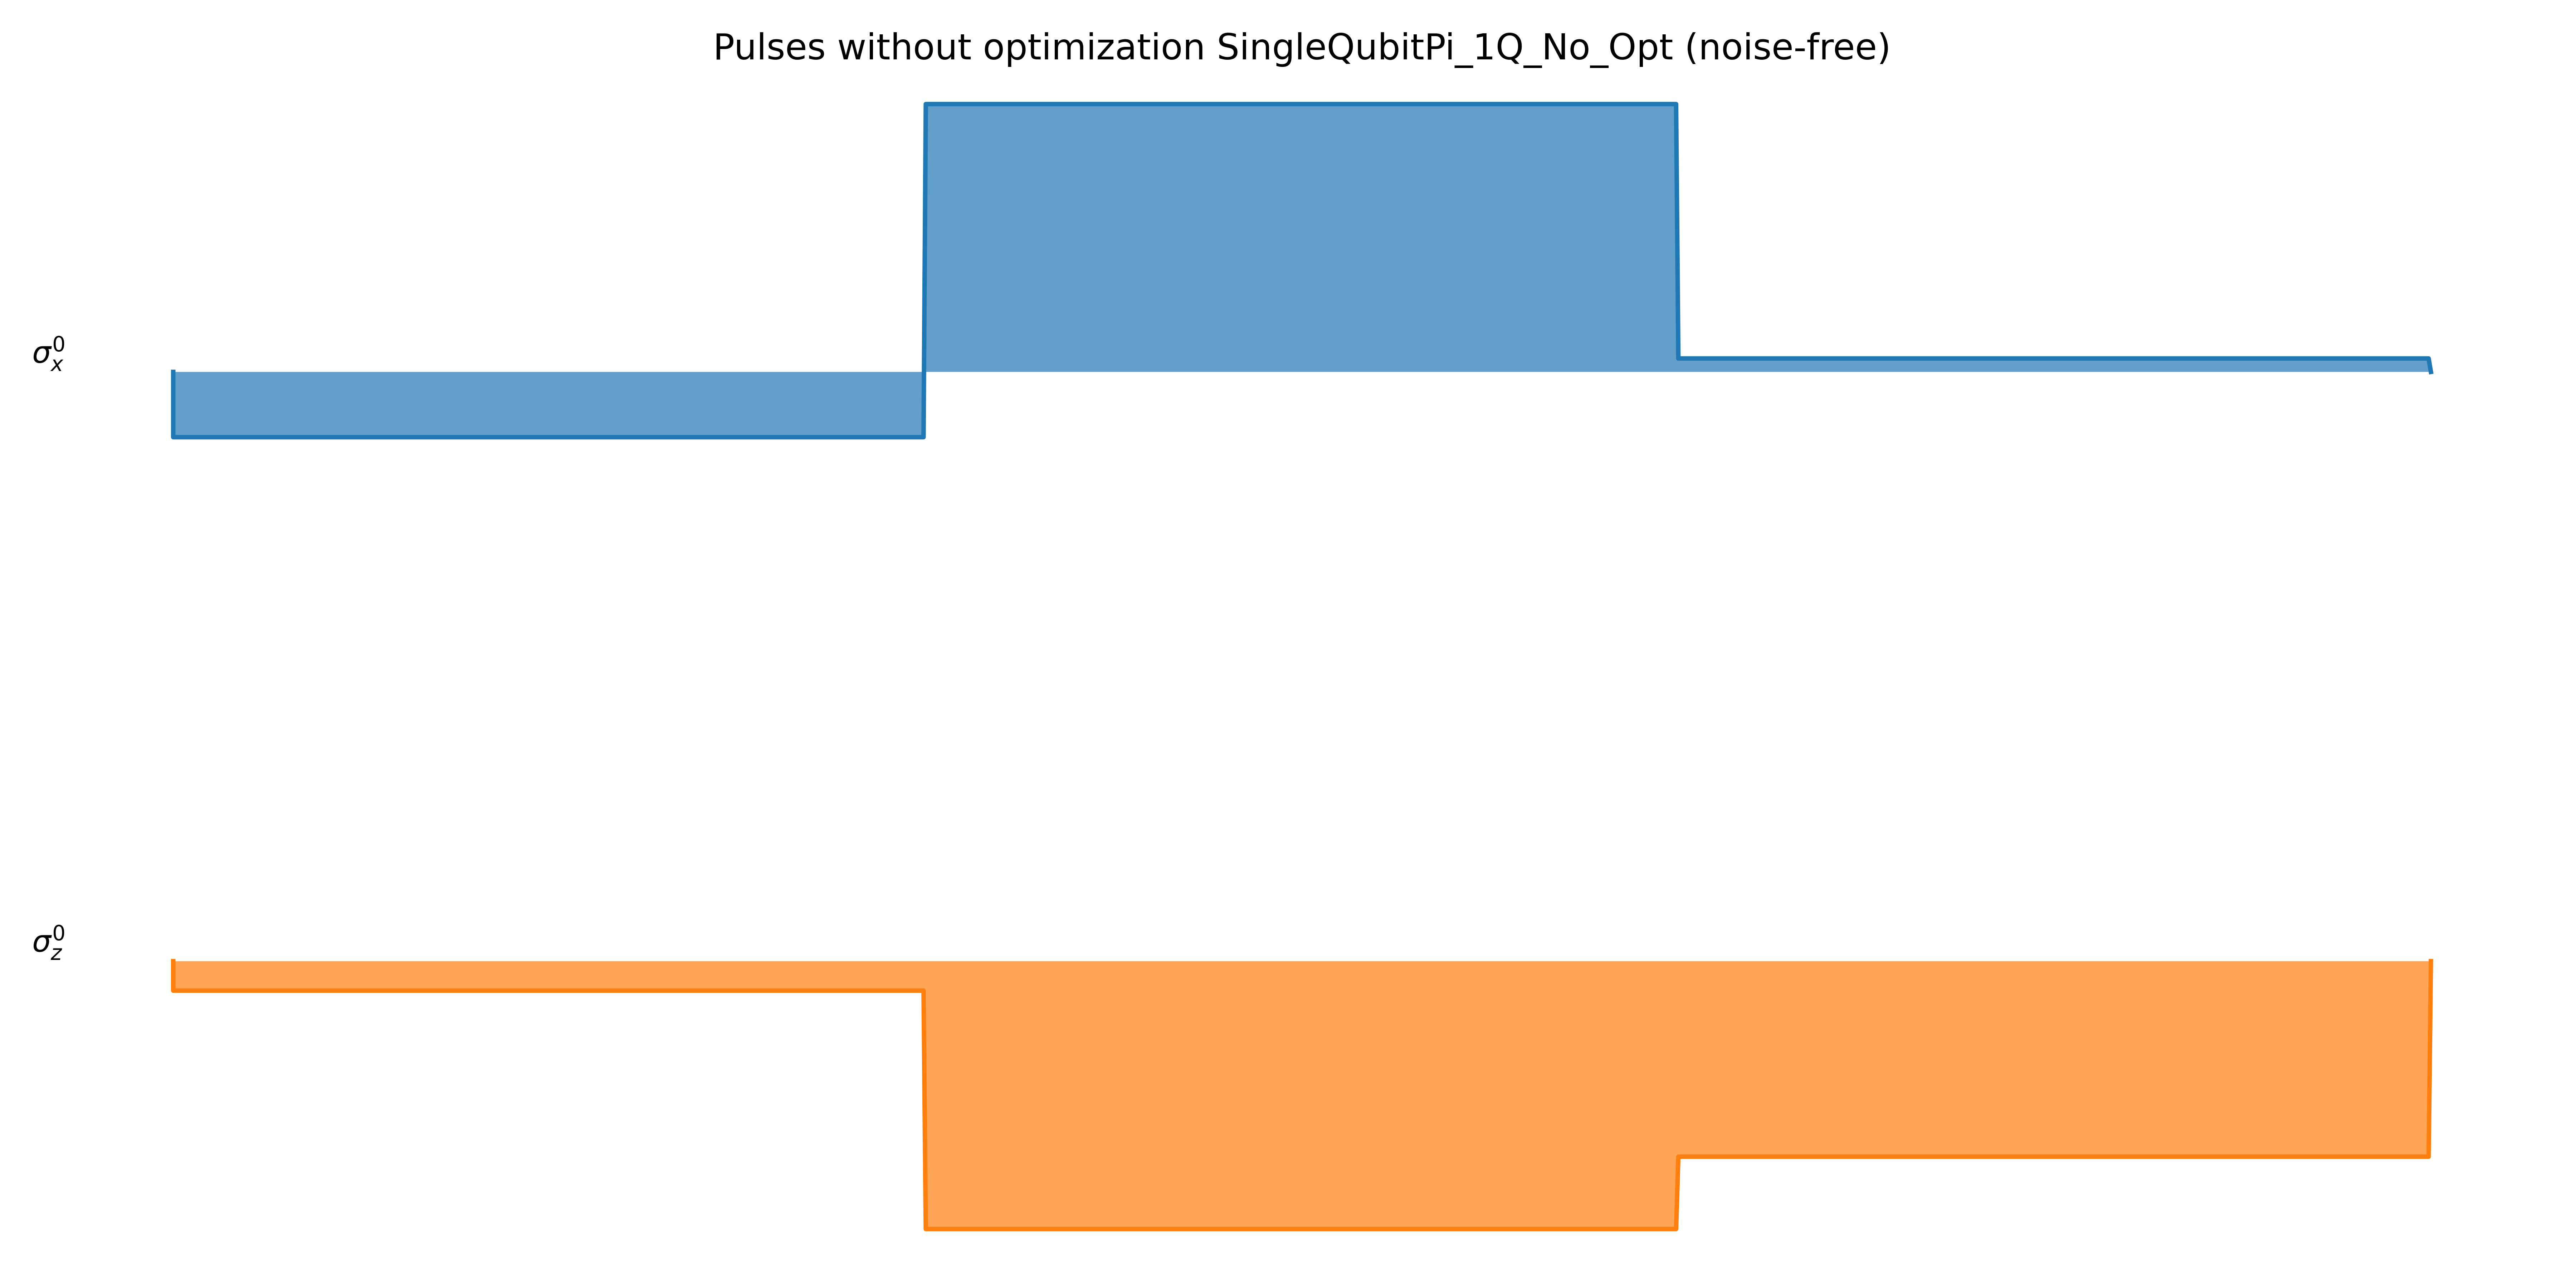 Pulses without optimization SingleQubitPi_1Q_No_Opt (noise-free)
σ_x^0
σ_z^0